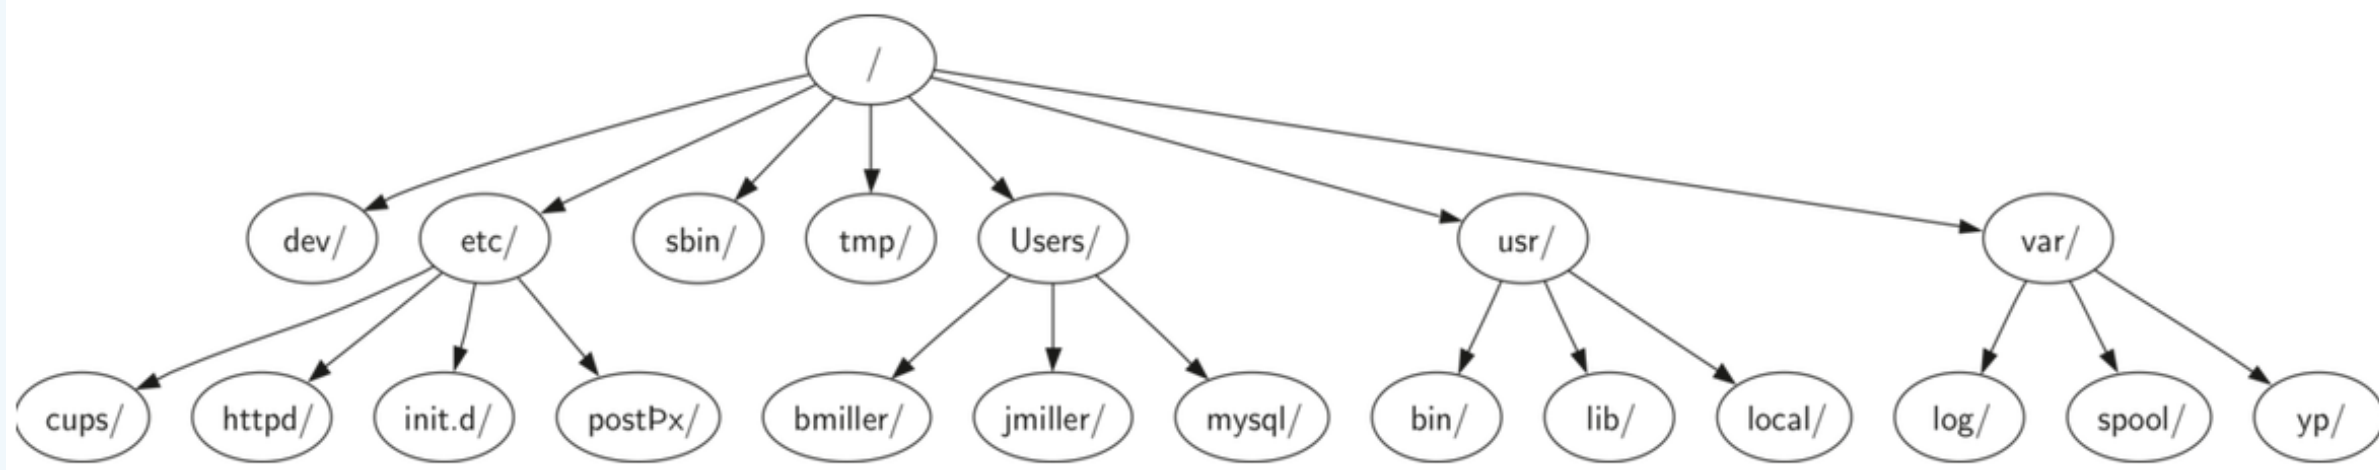 /
dev/ etc/ sbin/ tmp/ Users/ usr/ var/
cups/ httpd/ init.d/ postÞx/ bmiller/ jmiller/ mysql/ bin/ lib/ local/ log/ spool/ yp/